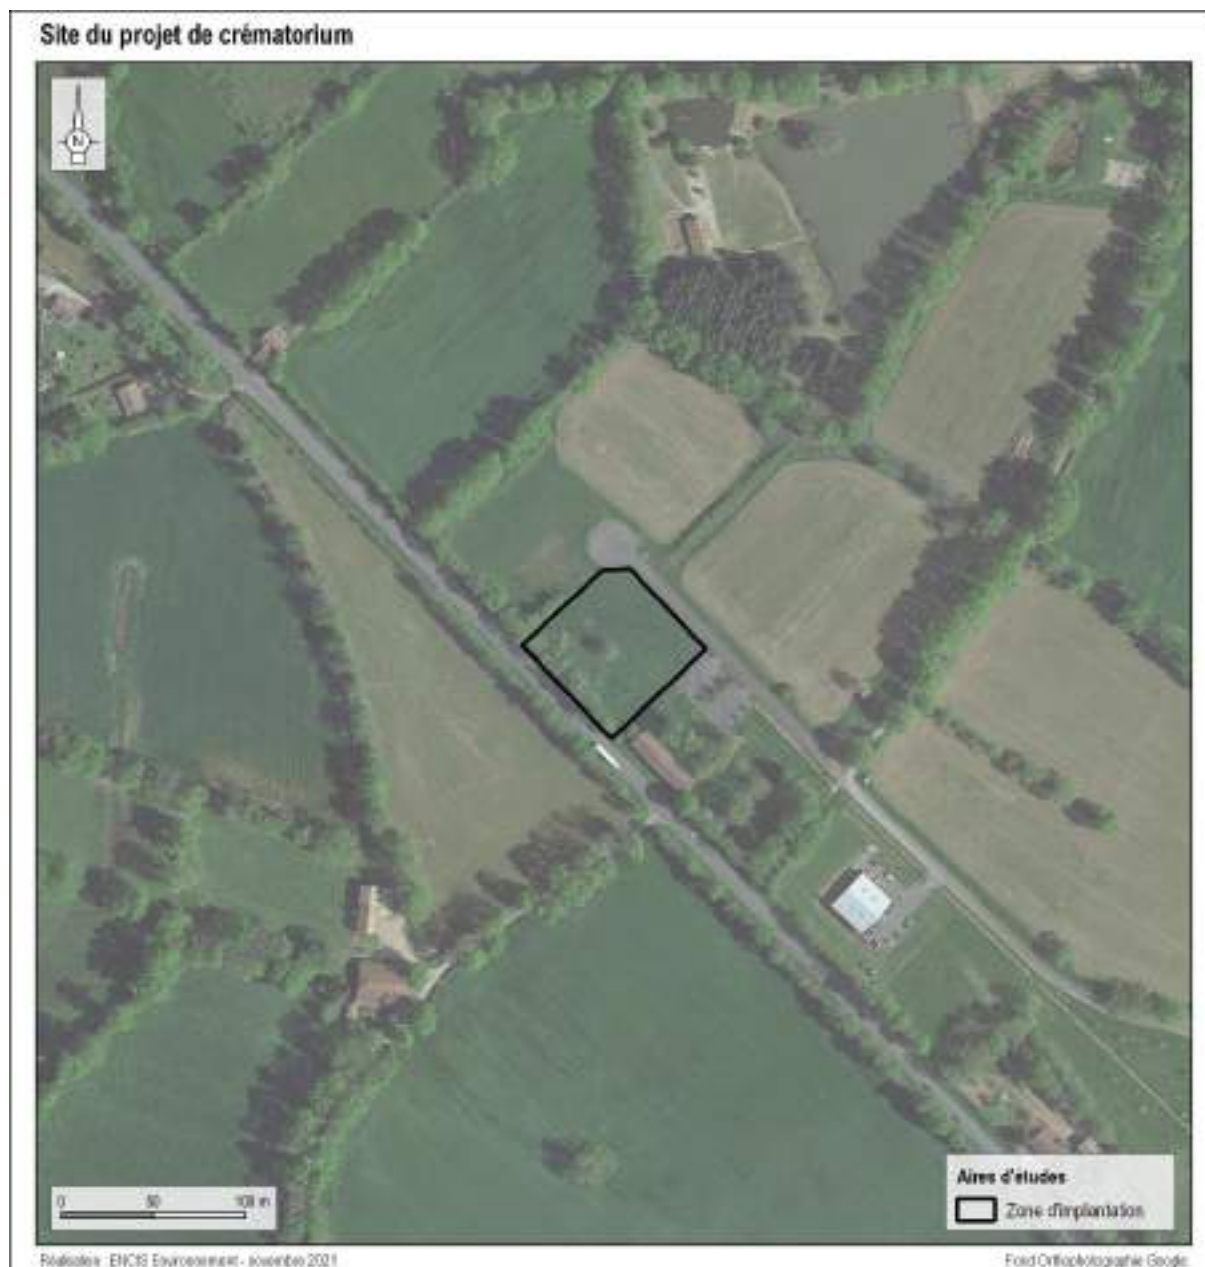 Site du projet de crématorium
N
0 50 100 m
Aires d'études
Zone d'implantation
Réalisation : ENCIS Environnement - novembre 2021
Fond Orthophotographie Google